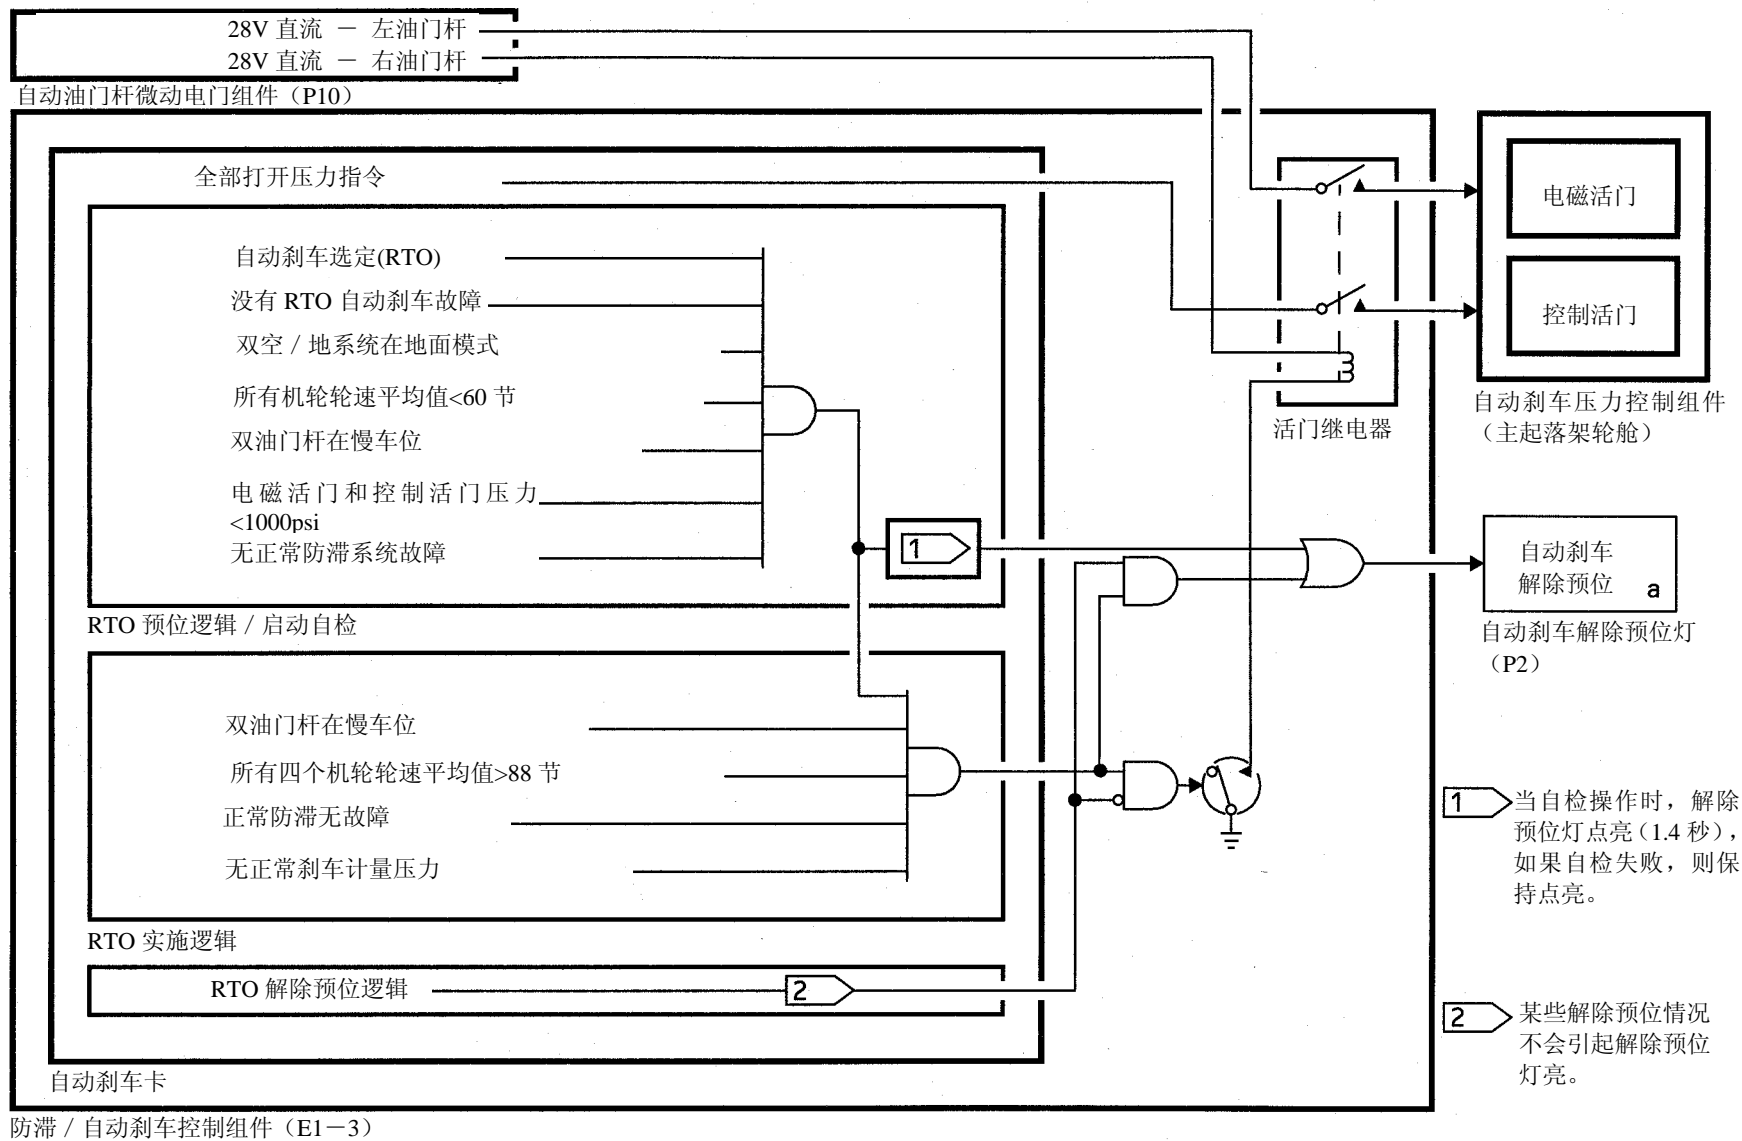 28V 直流 － 左油门杆
28V 直流 － 右油门杆
自动油门杆微动电门组件（P10）
全部打开压力指令
自动刹车选定(RTO)
没有 RTO 自动刹车故障
双空／地系统在地面模式
所有机轮轮速平均值<60 节
双油门杆在慢车位
电磁活门和控制活门压力
<1000psi
无正常防滞系统故障
1
RTO 预位逻辑／启动自检
双油门杆在慢车位
所有四个机轮轮速平均值>88 节
正常防滞无故障
无正常刹车计量压力
RTO 实施逻辑
RTO 解除预位逻辑
2
自动刹车卡
防滞／自动刹车控制组件（E1－3）
活门继电器
电磁活门
控制活门
自动刹车压力控制组件
（主起落架轮舱）
自动刹车
解除预位 a
自动刹车解除预位灯
（P2）
1 当自检操作时，解除
预位灯点亮（1.4 秒），
如果自检失败，则保
持点亮。
2 某些解除预位情况
不会引起解除预位
灯亮。